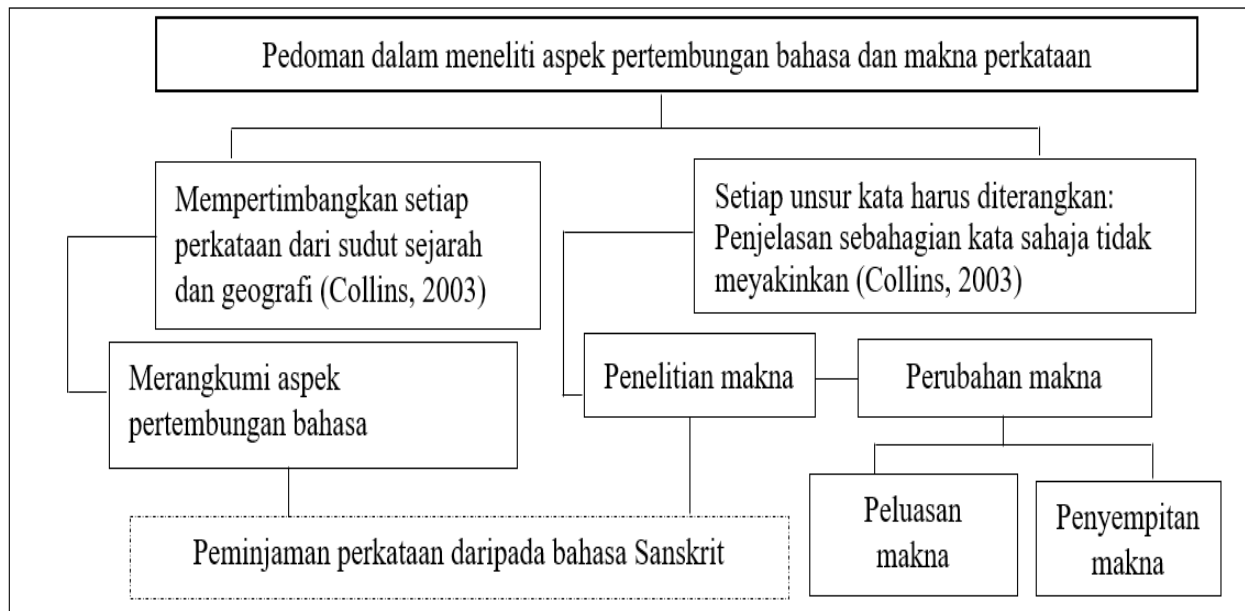 Pedoman dalam meneliti aspek pertembungan bahasa dan makna perkataan
Mempertimbangkan setiap
perkataan dari sudut sejarah
dan geografi (Collins, 2003)
Setiap unsur kata harus diterangkan:
Penjelasan sebahagian kata sahaja tidak
meyakinkan (Collins, 2003)
Merangkumi aspek
pertembungan bahasa
Penelitian makna
Perubahan makna
Peluasan
makna
Penyempitan
makna
Peminjaman perkataan daripada bahasa Sanskrit